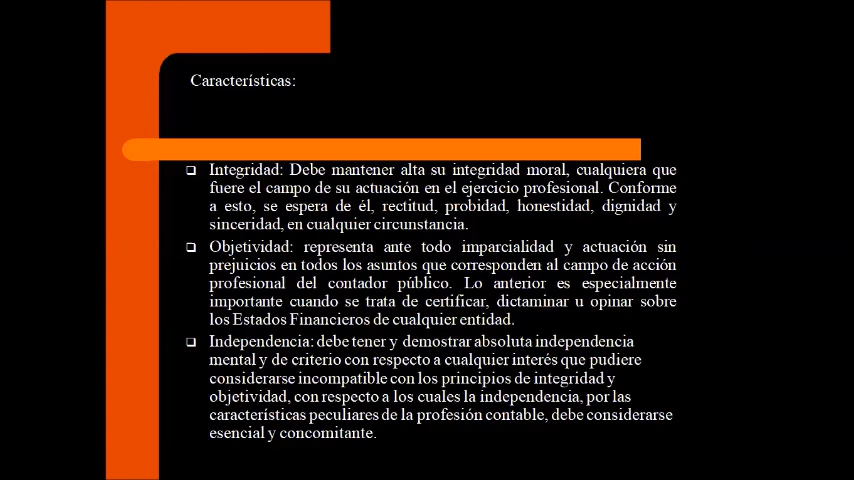 Características:
Integridad: Debe mantener alta su integridad moral, cualquiera que
fuere el campo de su actuación en el ejercicio profesional. Conforme
a esto, se espera de él, rectitud, probidad, honestidad, dignidad y
sinceridad, en cualquier circunstancia.
Objetividad: representa ante todo imparcialidad y actuación sin
prejuicios en todos los asuntos que corresponden al campo de acción
profesional del contador público. Lo anterior es especialmente
importante cuando se trata de certificar, dictaminar u opinar sobre
los Estados Financieros de cualquier entidad.
Independencia: debe tener y demostrar absoluta independencia
mental y de criterio con respecto a cualquier interés que pudiere
considerarse incompatible con los principios de integridad y
objetividad, con respecto a los cuales la independencia, por las
características peculiares de la profesión contable, debe considerarse
esencial y concomitante.